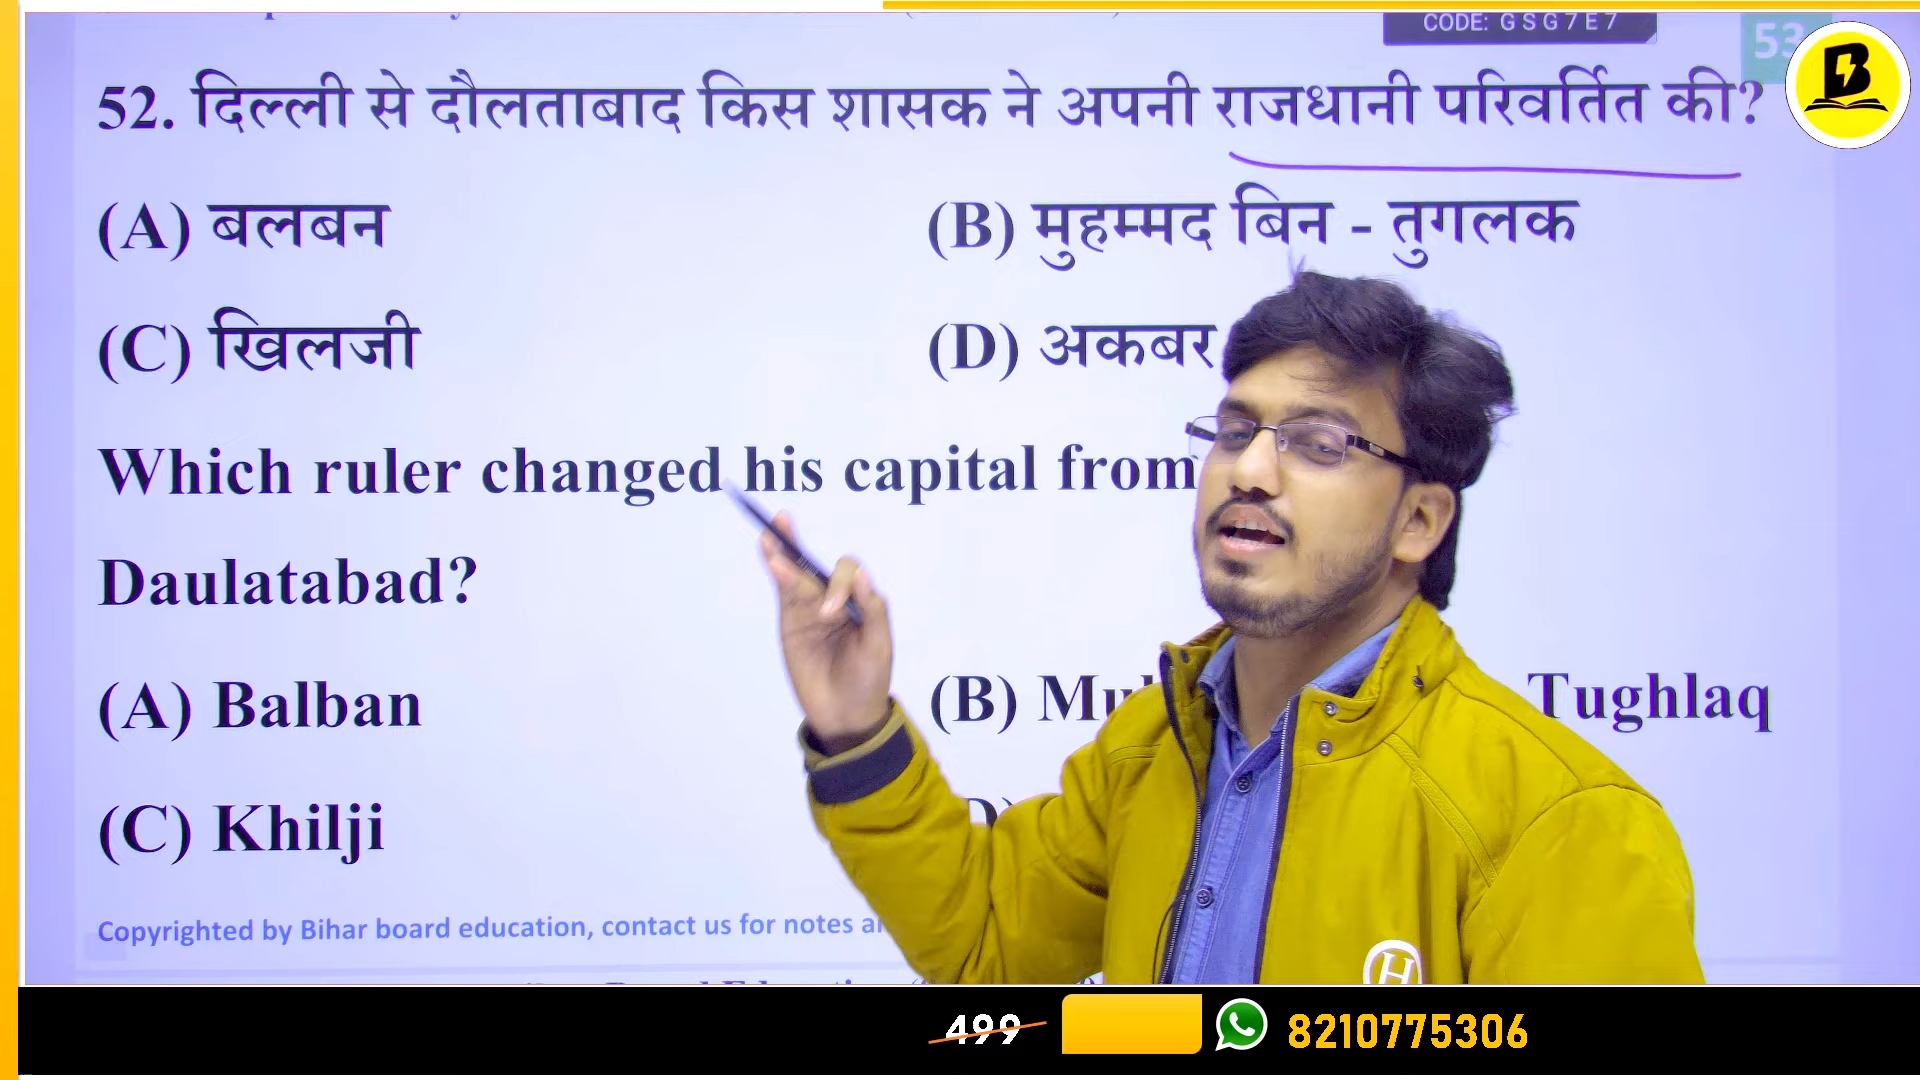 CODE: GSG7E7
53
B
52. दिल्ली से दौलताबाद किस शासक ने अपनी राजधानी परिवर्तित की?
(A) बलबन (B) मुहम्मद बिन - तुगलक
(C) खिलजी (D) अकबर
Which ruler changed his capital from
Daulatabad?
(A) Balban (B) Tughlaq
(C) Khilji
Copyrighted by Bihar board education, contact us for notes
H
499 8210775306